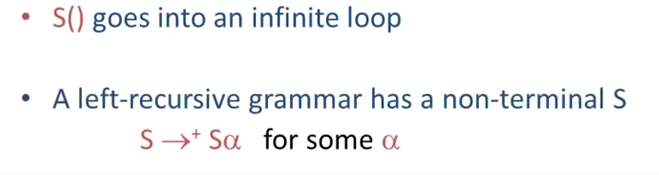 • S() goes into an infinite loop
• A left-recursive grammar has a non-terminal S
S →⁺ Sα for some α